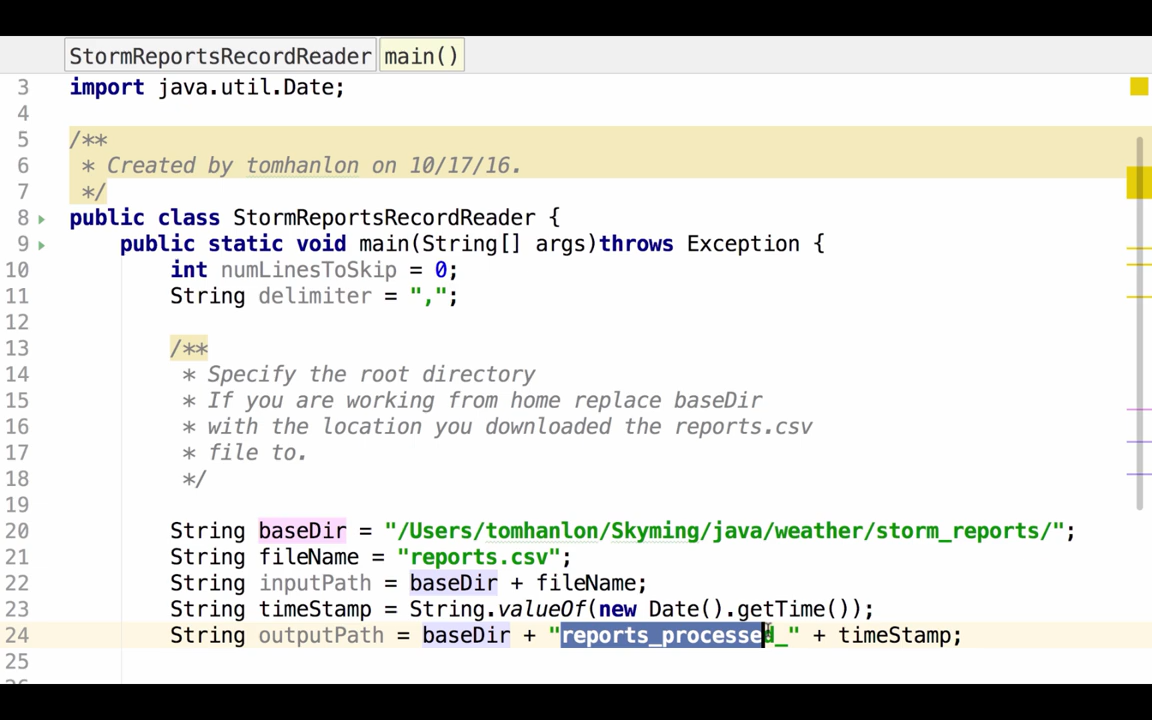 StormReportsRecordReader main()
3 import java.util.Date;
4
5 /**
6 * Created by tomhanlon on 10/17/16.
7 */
8 public class StormReportsRecordReader {
9 public static void main(String[] args)throws Exception {
10 int numLinesToSkip = 0;
11 String delimiter = ",";
12
13 /**
14 * Specify the root directory
15 * If you are working from home replace baseDir
16 * with the location you downloaded the reports.csv
17 * file to.
18 */
19
20 String baseDir = "/Users/tomhanlon/Skyming/java/weather/storm_reports/";
21 String fileName = "reports.csv";
22 String inputPath = baseDir + fileName;
23 String timeStamp = String.valueOf(new Date().getTime());
24 String outputPath = baseDir + "reports_processed_" + timeStamp;
25